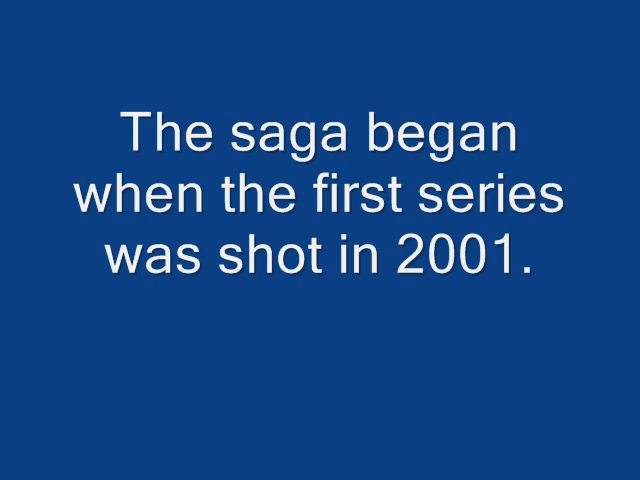 The saga began
when the first series
was shot in 2001.